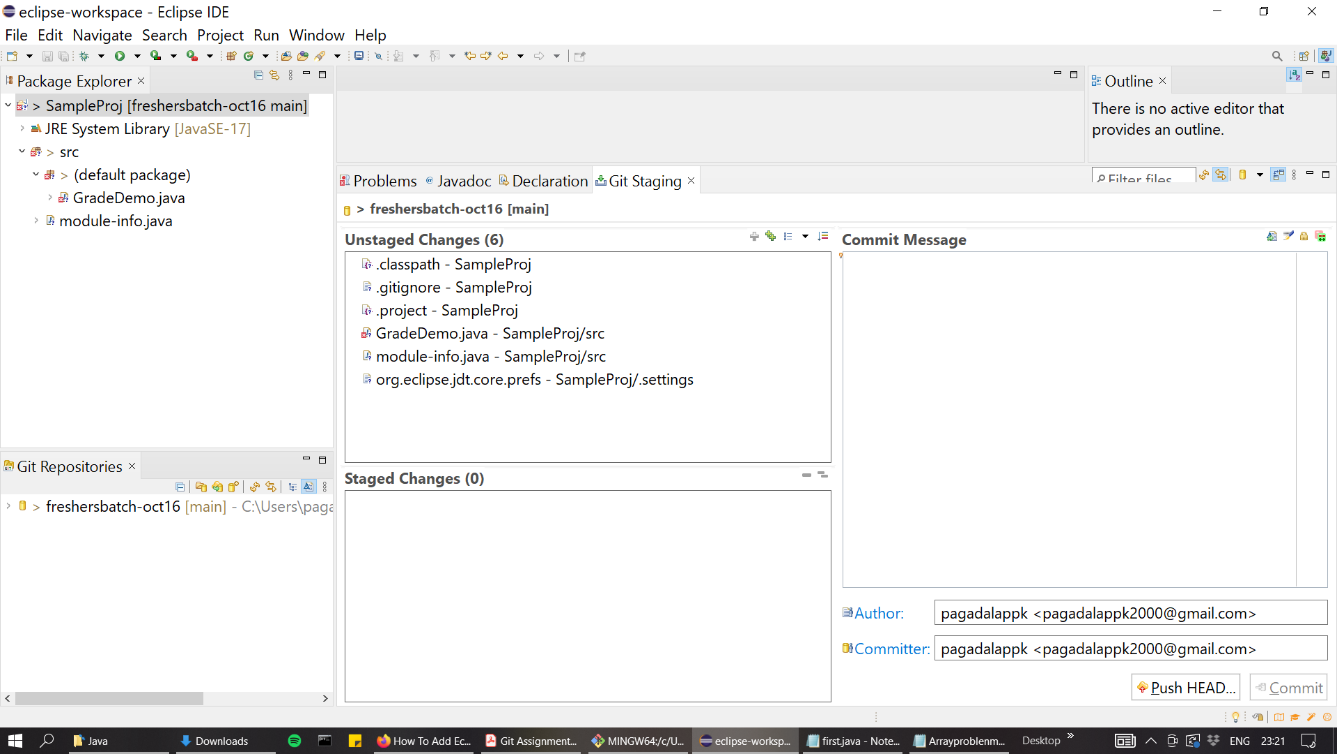 eclipse-workspace - Eclipse IDE
File Edit Navigate Search Project Run Window Help
Package Explorer ×
> SampleProj [freshersbatch-oct16 main]
JRE System Library [JavaSE-17]
> src
> (default package)
GradeDemo.java
module-info.java
Git Repositories ×
> freshersbatch-oct16 [main] - C:\Users\paga
Outline ×
There is no active editor that
provides an outline.
Problems Javadoc Declaration Git Staging ×
Filter files
> freshersbatch-oct16 [main]
Unstaged Changes (6)
.classpath - SampleProj
.gitignore - SampleProj
.project - SampleProj
GradeDemo.java - SampleProj/src
module-info.java - SampleProj/src
org.eclipse.jdt.core.prefs - SampleProj/.settings
Staged Changes (0)
Commit Message
Author: pagadalappk <pagadalappk2000@gmail.com>
Committer: pagadalappk <pagadalappk2000@gmail.com>
Push HEAD... Commit
Java Downloads How To Add Ec... Git Assignment... MINGW64:/c/U... eclipse-worksp... first.java - Note... Arrayproblenm... Desktop » ENG 23:21